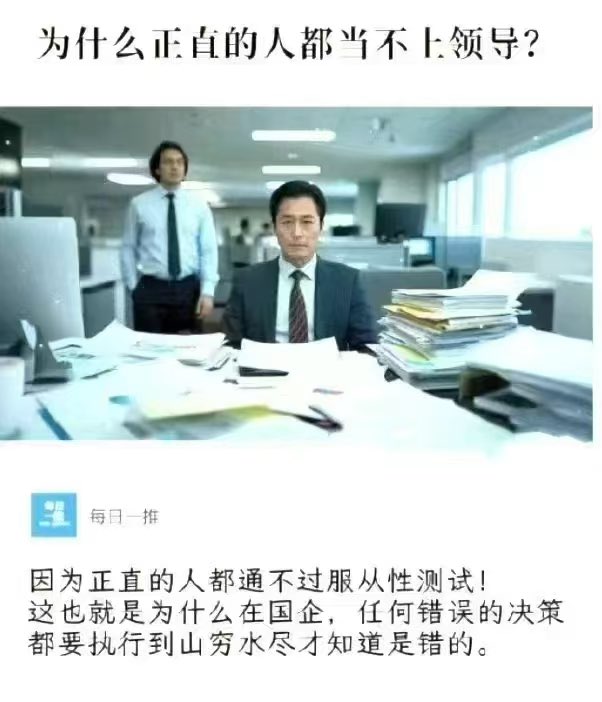 为什么正直的人都当不上领导？
每日一推
因为正直的人都通不过服从性测试！
这也就是为什么在国企，任何错误的决策
都要执行到山穷水尽才知道是错的。